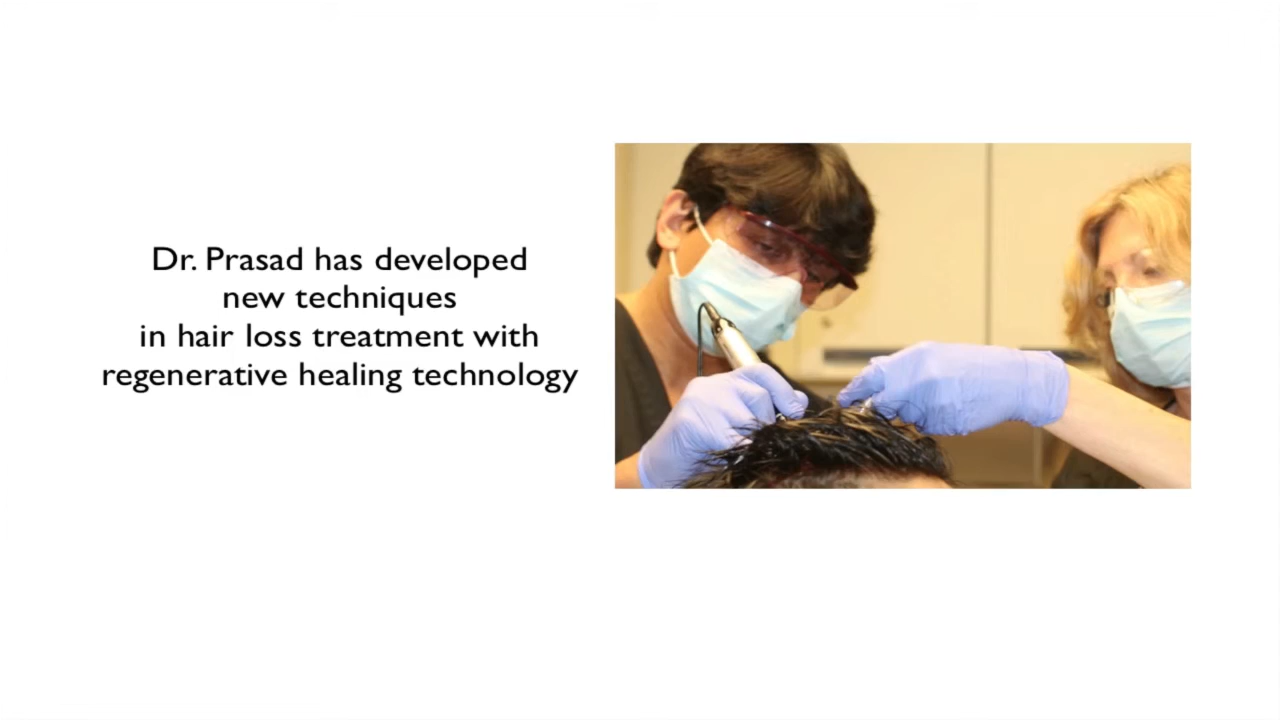 Dr. Prasad has developed
new techniques
in hair loss treatment with
regenerative healing technology